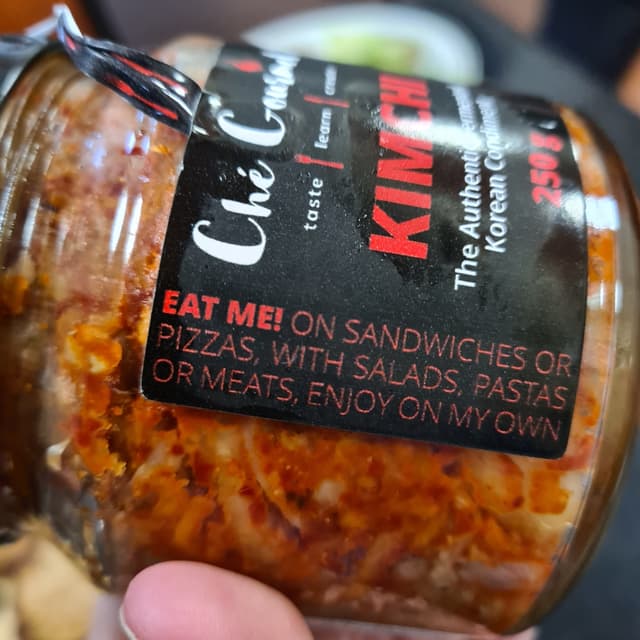 Ché
taste | learn |
KIMCHI
The Authentic
Korean
250 g
EAT ME! ON SANDWICHES OR
PIZZAS, WITH SALADS, PASTAS
OR MEATS, ENJOY ON MY OWN